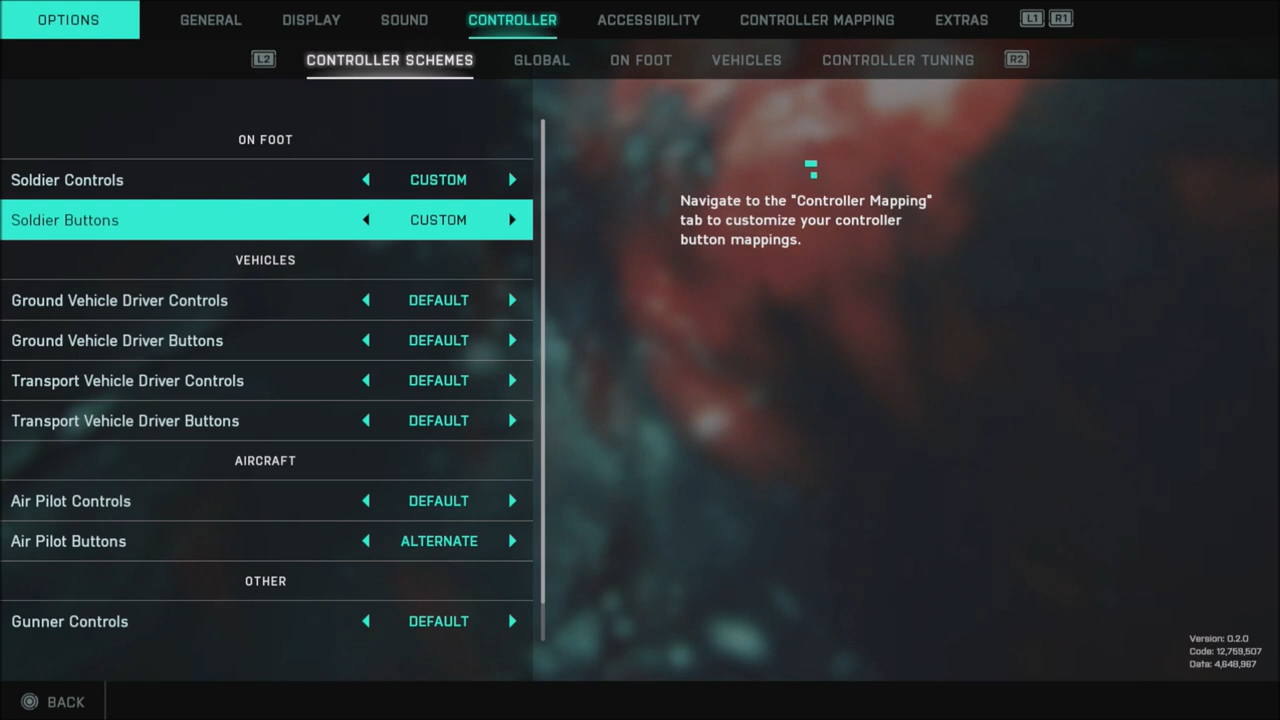 OPTIONS GENERAL DISPLAY SOUND CONTROLLER ACCESSIBILITY CONTROLLER MAPPING EXTRAS L1 R1
L2 CONTROLLER SCHEMES GLOBAL ON FOOT VEHICLES CONTROLLER TUNING R2
ON FOOT
Soldier Controls CUSTOM
Soldier Buttons CUSTOM
VEHICLES
Ground Vehicle Driver Controls DEFAULT
Ground Vehicle Driver Buttons DEFAULT
Transport Vehicle Driver Controls DEFAULT
Transport Vehicle Driver Buttons DEFAULT
AIRCRAFT
Air Pilot Controls DEFAULT
Air Pilot Buttons ALTERNATE
OTHER
Gunner Controls DEFAULT
Navigate to the "Controller Mapping"
tab to customize your controller
button mappings.
Version: 0.2.0
Code: 12,759,507
Data: 4,648,967
BACK